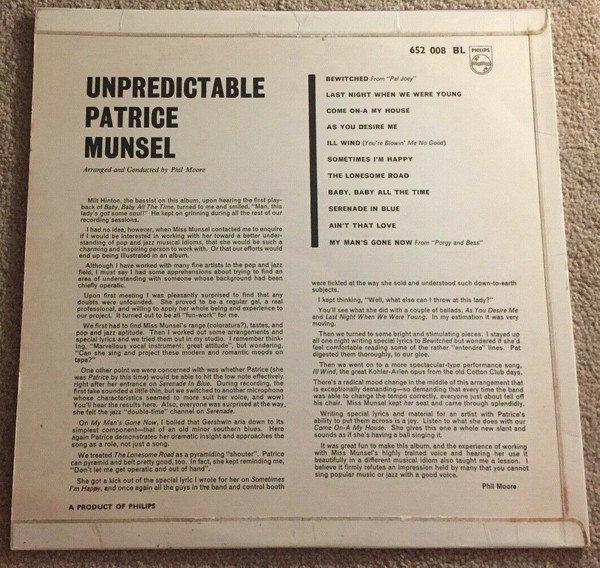 652 008 BL
PHILIPS
UNPREDICTABLE
PATRICE
MUNSEL
Arranged and Conducted by Phil Moore
BEWITCHED From "Pal Joey"
LAST NIGHT WHEN WE WERE YOUNG
COME ON-A MY HOUSE
AS YOU DESIRE ME
ILL WIND (You're Blowin' Me No Good)
SOMETIMES I'M HAPPY
THE LONESOME ROAD
BABY, BABY ALL THE TIME
SERENADE IN BLUE
AIN'T THAT LOVE
MY MAN'S GONE NOW From "Porgy and Bess"
Milt Hinton, the bassist on this album, upon hearing the first play-
back of Baby, Baby All The Time, turned to me and smiled, "Man, this
lady's got some soul!" He kept on grinning during all the rest of our
recording sessions.
I had no idea, however, when Miss Munsel contacted me to enquire
if I would be interested in working with her toward a better under-
standing of pop and jazz musical idioms, that she would be such a
charming and inspiring person to work with. Or that our efforts would
end up being illustrated in an album.
Although I have worked with many fine artists in the pop and jazz
field, I must say I had some apprehensions about trying to find an
area of understanding with someone whose background had been
chiefly operatic.
Upon first meeting I was pleasantly surprised to find that any
doubts were unfounded. She proved to be a regular gal, a real
professional, and willing to apply her whole being and experience to
our project. It turned out to be all "fun-work" for me.
We first had to find Miss Munsel's range (coloratura?), tastes, and
pop and jazz aptitude. Then I worked out some arrangements and
special lyrics and we tried them out in my studio. I remember think-
ing, "Marvellous vocal instrument; great attitude", but wondering,
"Can she sing and project these modern and romantic moods on
tape?"
One other point we were concerned with was whether Patrice (she
was Patrice by this time) would be able to hit the low note effectively
right after her entrance on Serenade In Blue. During recording, the
first take sounded a little thin, but we switched to another microphone
whose characteristics seemed to more suit her voice, and wow!
You'll hear the results here. Also, everyone was surprised at the way
she felt the jazz "double-time" channel on Serenade.
On My Man's Gone Now, I boiled that Gershwin aria down to its
simplest component—that of an old minor southern blues. Here
again Patrice demonstrates her dramatic insight and approaches the
song as a role, not just a song.
We treated The Lonesome Road as a pyramiding "shouter". Patrice
can pyramid and belt pretty good, too. In fact, she kept reminding me,
"Don't let me get operatic and out of hand".
She got a kick out of the special lyric I wrote for her on Sometimes
I'm Happy, and once again all the guys in the band and control booth
were tickled at the way she sold and understood such down-to-earth
subjects.
I kept thinking, "Well, what else can I throw at this lady?"
You'll see what she did with a couple of ballads, As You Desire Me
and Last Night When We Were Young. In my estimation it was very
moving.
Then we turned to some bright and stimulating pieces. I stayed up
all one night writing special lyrics to Bewitched but wondered if she'd
feel comfortable reading some of the rather "entendre" lines. Pat
digested them thoroughly, to our glee.
Then we went on to a more spectacular-type performance song,
Ill Wind, the great Kohler-Arlen opus from the old Cotton Club days.
There's a radical mood change in the middle of this arrangement that
is exceptionally demanding—so demanding that every time the band
was able to change the tempo correctly, everyone just about fell off
his chair. Miss Munsel kept her seat and came through splendidly.
Writing special lyrics and material for an artist with Patrice's
ability to put them across is a joy. Listen to what she does with our
Come On-A My House. She gives this one a whole new slant and
sounds as if she's having a ball singing it.
It was great fun to make this album, and the experience of working
with Miss Munsel's highly trained voice and hearing her use it
beautifully in a different musical idiom also taught me a lesson. I
believe it firmly refutes an impression held by many that you cannot
sing popular music or jazz with a good voice.
Phil Moore
A PRODUCT OF PHILIPS